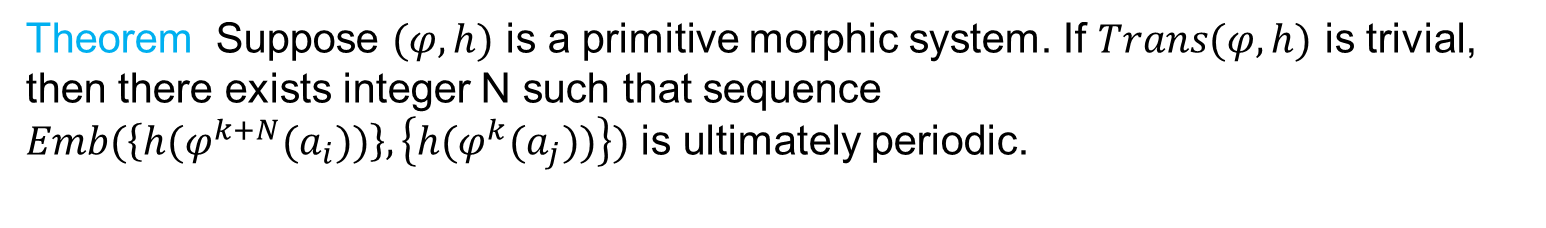 Theorem Suppose (φ, h) is a primitive morphic system. If Trans(φ, h) is trivial,
then there exists integer N such that sequence
Emb({h(φ^{k+N}(a_i))}, {h(φ^k(a_j))}) is ultimately periodic.